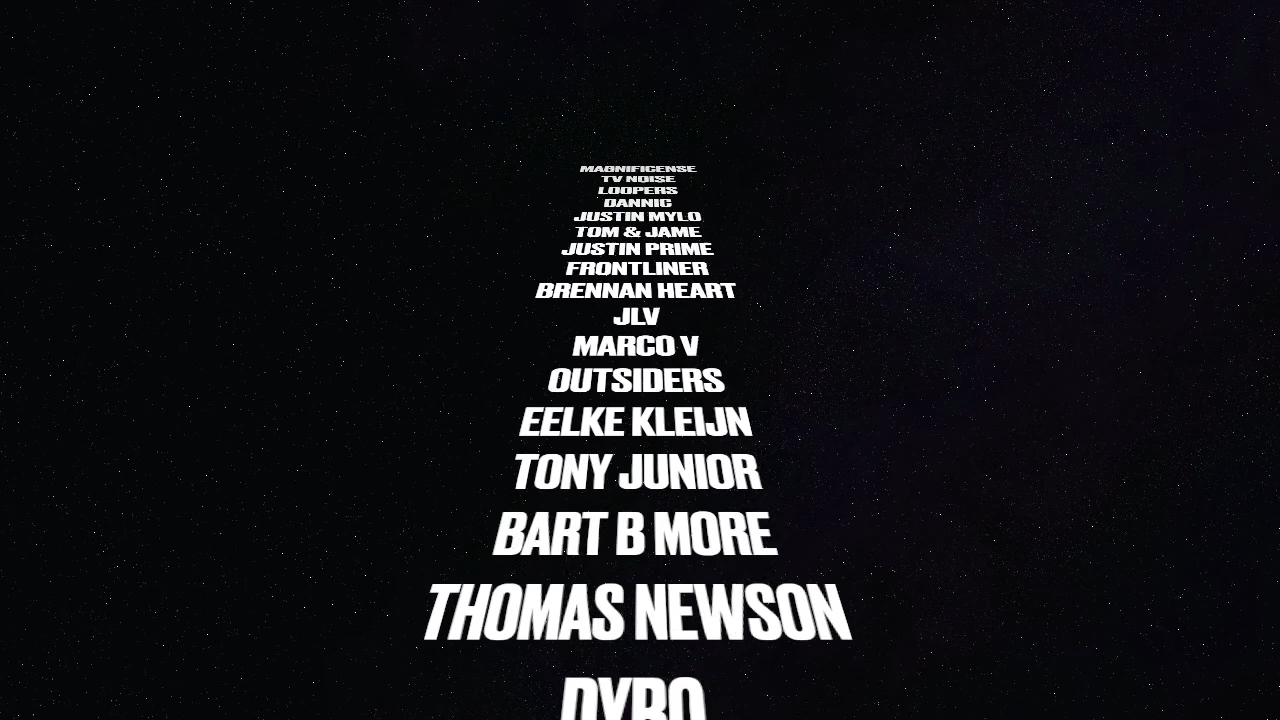 MAGNIFICENSE
TV NOISE
LOOPERS
DANNIC
JUSTIN MYLO
TOM & JAME
JUSTIN PRIME
FRONTLINER
BRENNAN HEART
JLV
MARCO V
OUTSIDERS
EELKE KLEIJN
TONY JUNIOR
BART B MORE
THOMAS NEWSON
DYRO